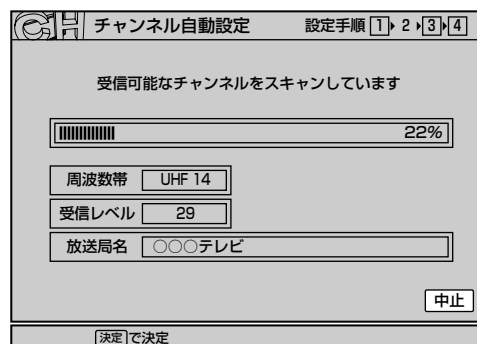 CH チャンネル自動設定 設定手順 1 2 3 4
受信可能なチャンネルをスキャンしています
22%
周波数帯 UHF 14
受信レベル 29
放送局名 ○○○テレビ
中止
決定で決定